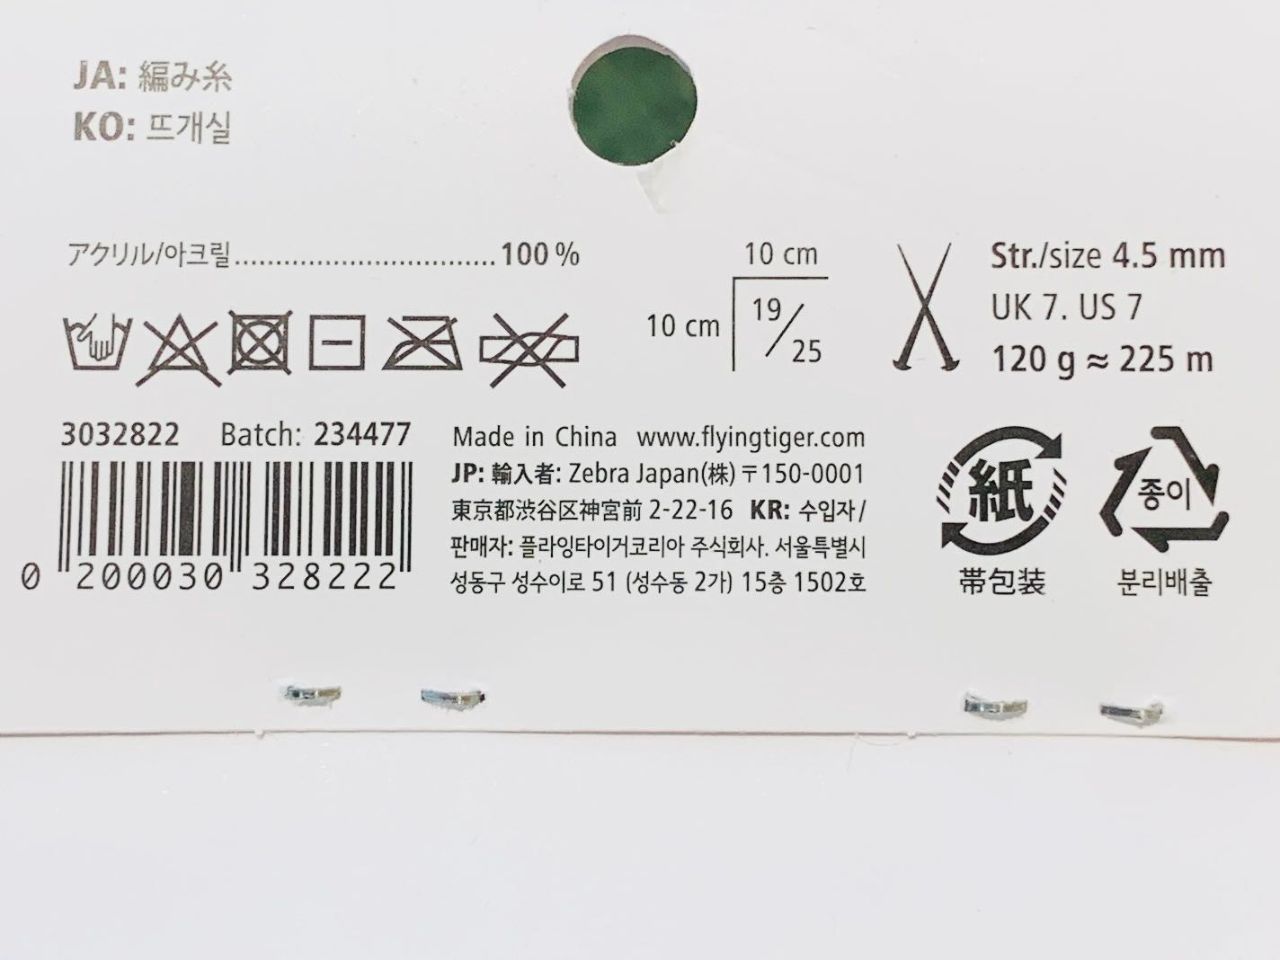 JA: 編み糸
KO: 뜨개실
アクリル/아크릴................................100 %
10 cm
10 cm
19/25
Str./size 4.5 mm
UK 7. US 7
120 g ≈ 225 m
3032822 Batch: 234477
0 200030 328222
Made in China www.flyingtiger.com
JP: 輸入者: Zebra Japan(株) 〒150-0001
東京都渋谷区神宮前 2-22-16 KR: 수입자/
판매자: 플라잉타이거코리아 주식회사. 서울특별시
성동구 성수이로 51 (성수동 2가) 15층 1502호
紙
帯包装
종이
분리배출